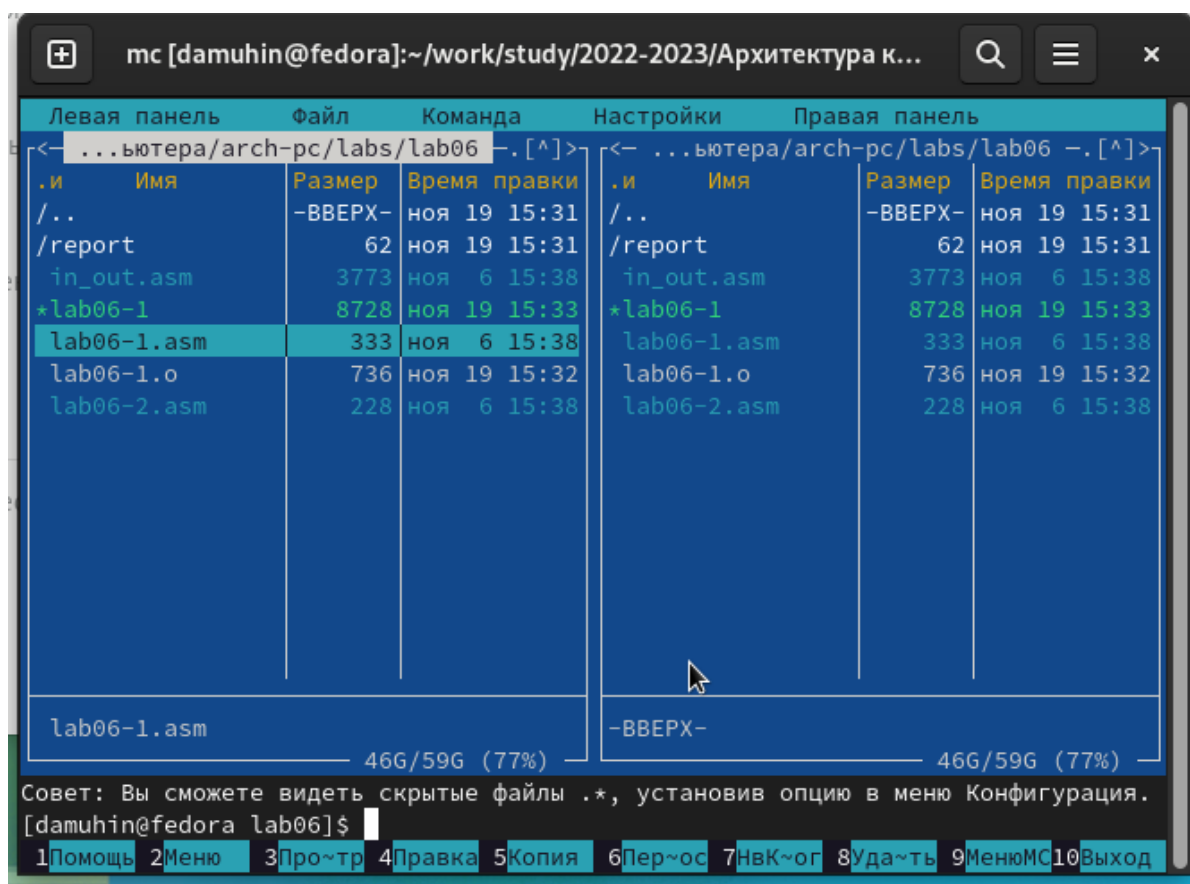 mc [damuhin@fedora]:~/work/study/2022-2023/Архитектура к...
Левая панель Файл Команда Настройки Правая панель
<─ ...ьютера/arch-pc/labs/lab06 ─.[^]>
<─ ...ьютера/arch-pc/labs/lab06 ─.[^]>
.и Имя Размер Время правки .и Имя Размер Время правки
/.. -ВВЕРХ- ноя 19 15:31 /.. -ВВЕРХ- ноя 19 15:31
/report 62 ноя 19 15:31 /report 62 ноя 19 15:31
in_out.asm 3773 ноя 6 15:38 in_out.asm 3773 ноя 6 15:38
*lab06-1 8728 ноя 19 15:33 *lab06-1 8728 ноя 19 15:33
lab06-1.asm 333 ноя 6 15:38 lab06-1.asm 333 ноя 6 15:38
lab06-1.o 736 ноя 19 15:32 lab06-1.o 736 ноя 19 15:32
lab06-2.asm 228 ноя 6 15:38 lab06-2.asm 228 ноя 6 15:38
lab06-1.asm -ВВЕРХ-
46G/59G (77%) 46G/59G (77%)
Совет: Вы сможете видеть скрытые файлы .*, установив опцию в меню Конфигурация.
[damuhin@fedora lab06]$
1Помощь 2Меню 3Про~тр 4Правка 5Копия 6Пер~ос 7НвК~ог 8Уда~ть 9МенюМС10Выход